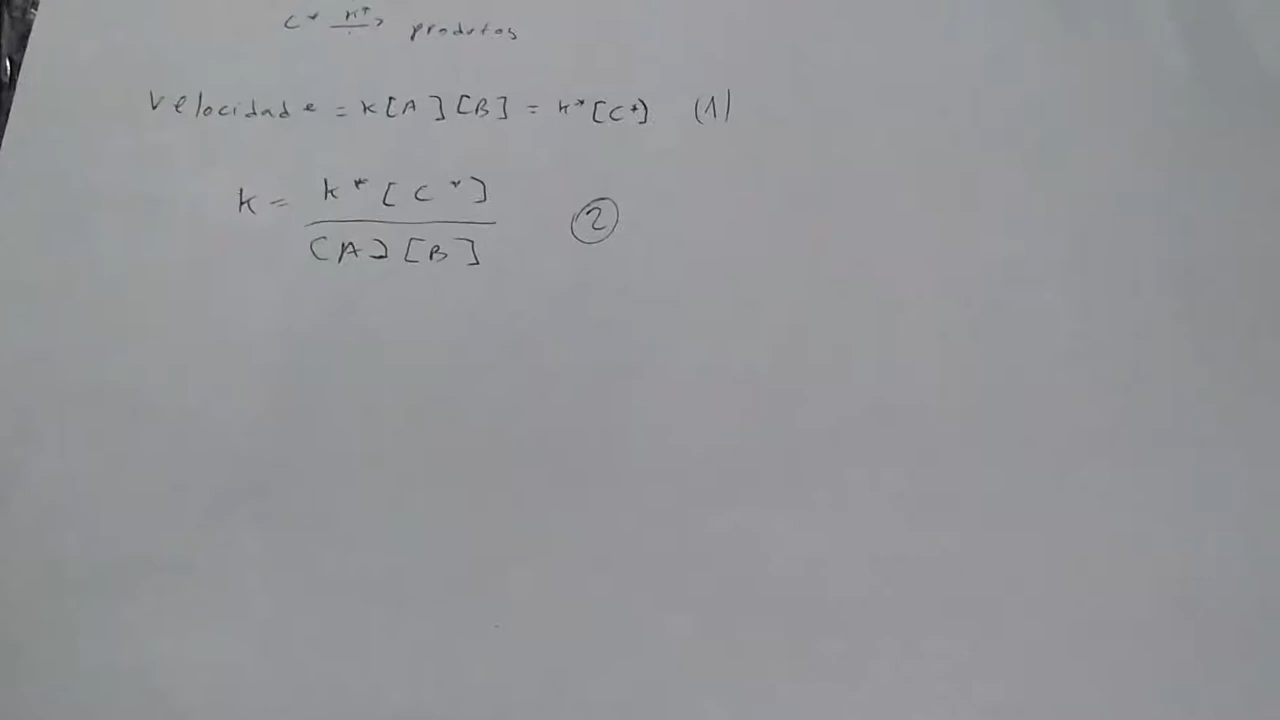 C* k*→ produtos
Velocidade = k[A][B] = k*[C*] (1)
k = k*[C*] / [A][B] 2